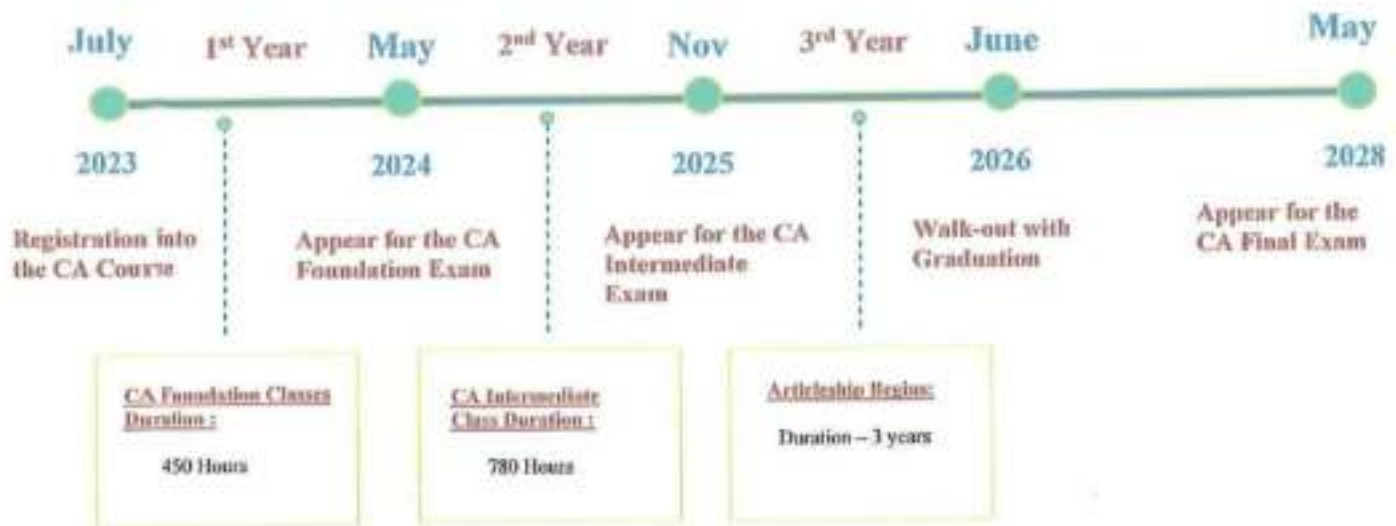 July 1st Year May 2nd Year Nov 3rd Year June May
2023 2024 2025 2026 2028
Registration into
the CA Course
Appear for the CA
Foundation Exam
Appear for the CA
Intermediate
Exam
Walk-out with
Graduation
Appear for the
CA Final Exam
CA Foundation Classes
Duration :
450 Hours
CA Intermediate
Class Duration :
780 Hours
Articleship Begins:
Duration – 3 years